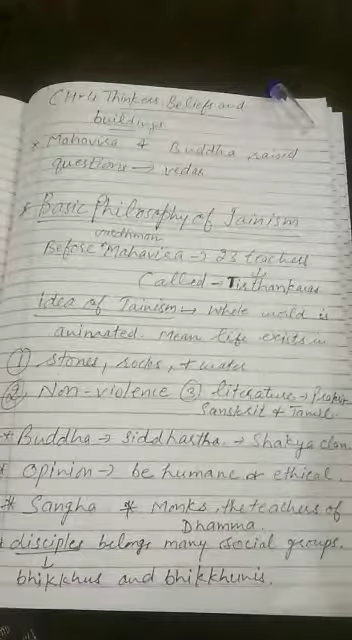 CH-4 Thinkers Beliefs and
buildings
* Mahavira & Buddha raised
questions → vedas
* Basic Philosophy of Jainism
vardhman
Before Mahavira → 23 teachers
↓
Called → Tirthankaras
Idea of Jainism → Whole world is
animated. Mean life exists in
① Stones, rocks, + water
② Non-violence ③ literature → Prakrit
Sanskrit & Tamil
* Buddha → siddhartha → Shakya clan.
* Opinion → be humane & ethical.
* Sangha * Monks, the teachers of
Dhamma.
* disciples belongs many social groups.
↓
bhikkhus and bhikkhunis.